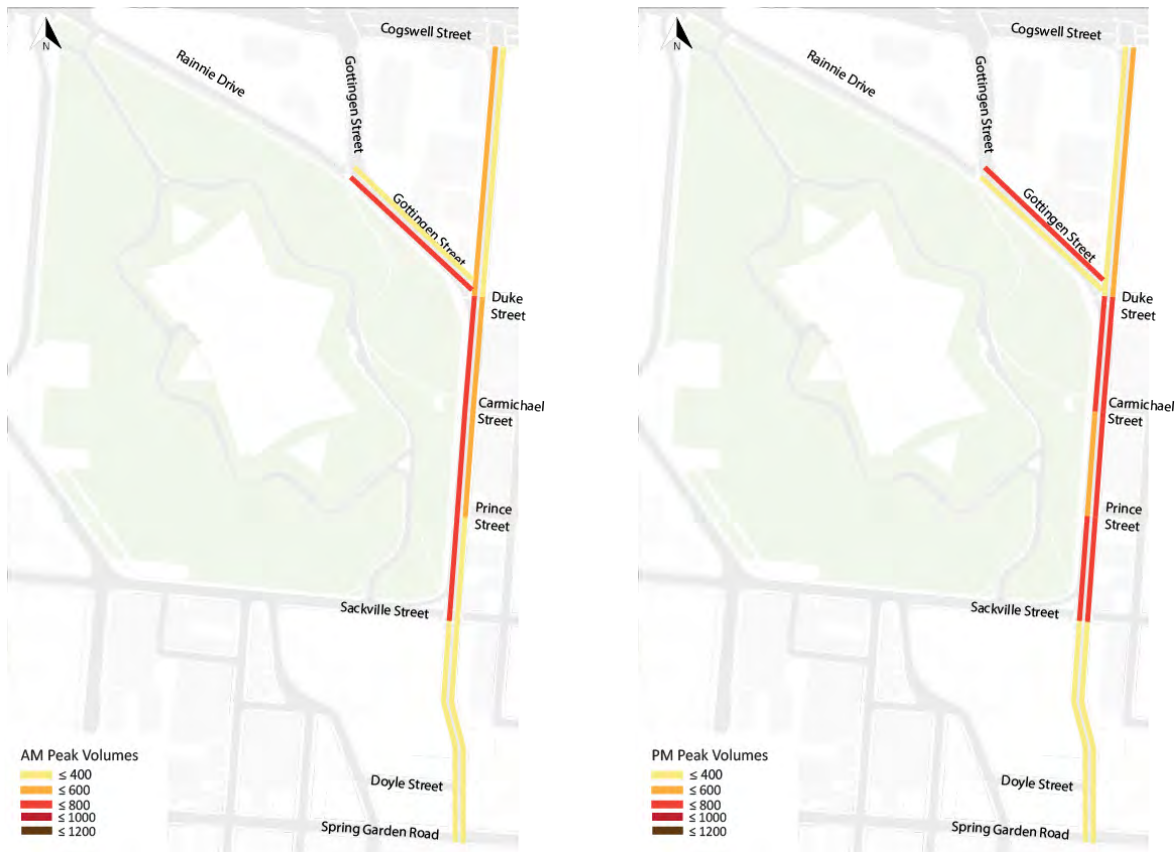 Cogswell Street
Rainnie Drive
Gottingen Street
Gottingen Street
Duke
Street
Carmichael
Street
Prince
Street
Sackville Street
Doyle Street
Spring Garden Road
N
AM Peak Volumes
≤ 400
≤ 600
≤ 800
≤ 1000
≤ 1200
Cogswell Street
Rainnie Drive
Gottingen Street
Gottingen Street
Duke
Street
Carmichael
Street
Prince
Street
Sackville Street
Doyle Street
Spring Garden Road
N
PM Peak Volumes
≤ 400
≤ 600
≤ 800
≤ 1000
≤ 1200